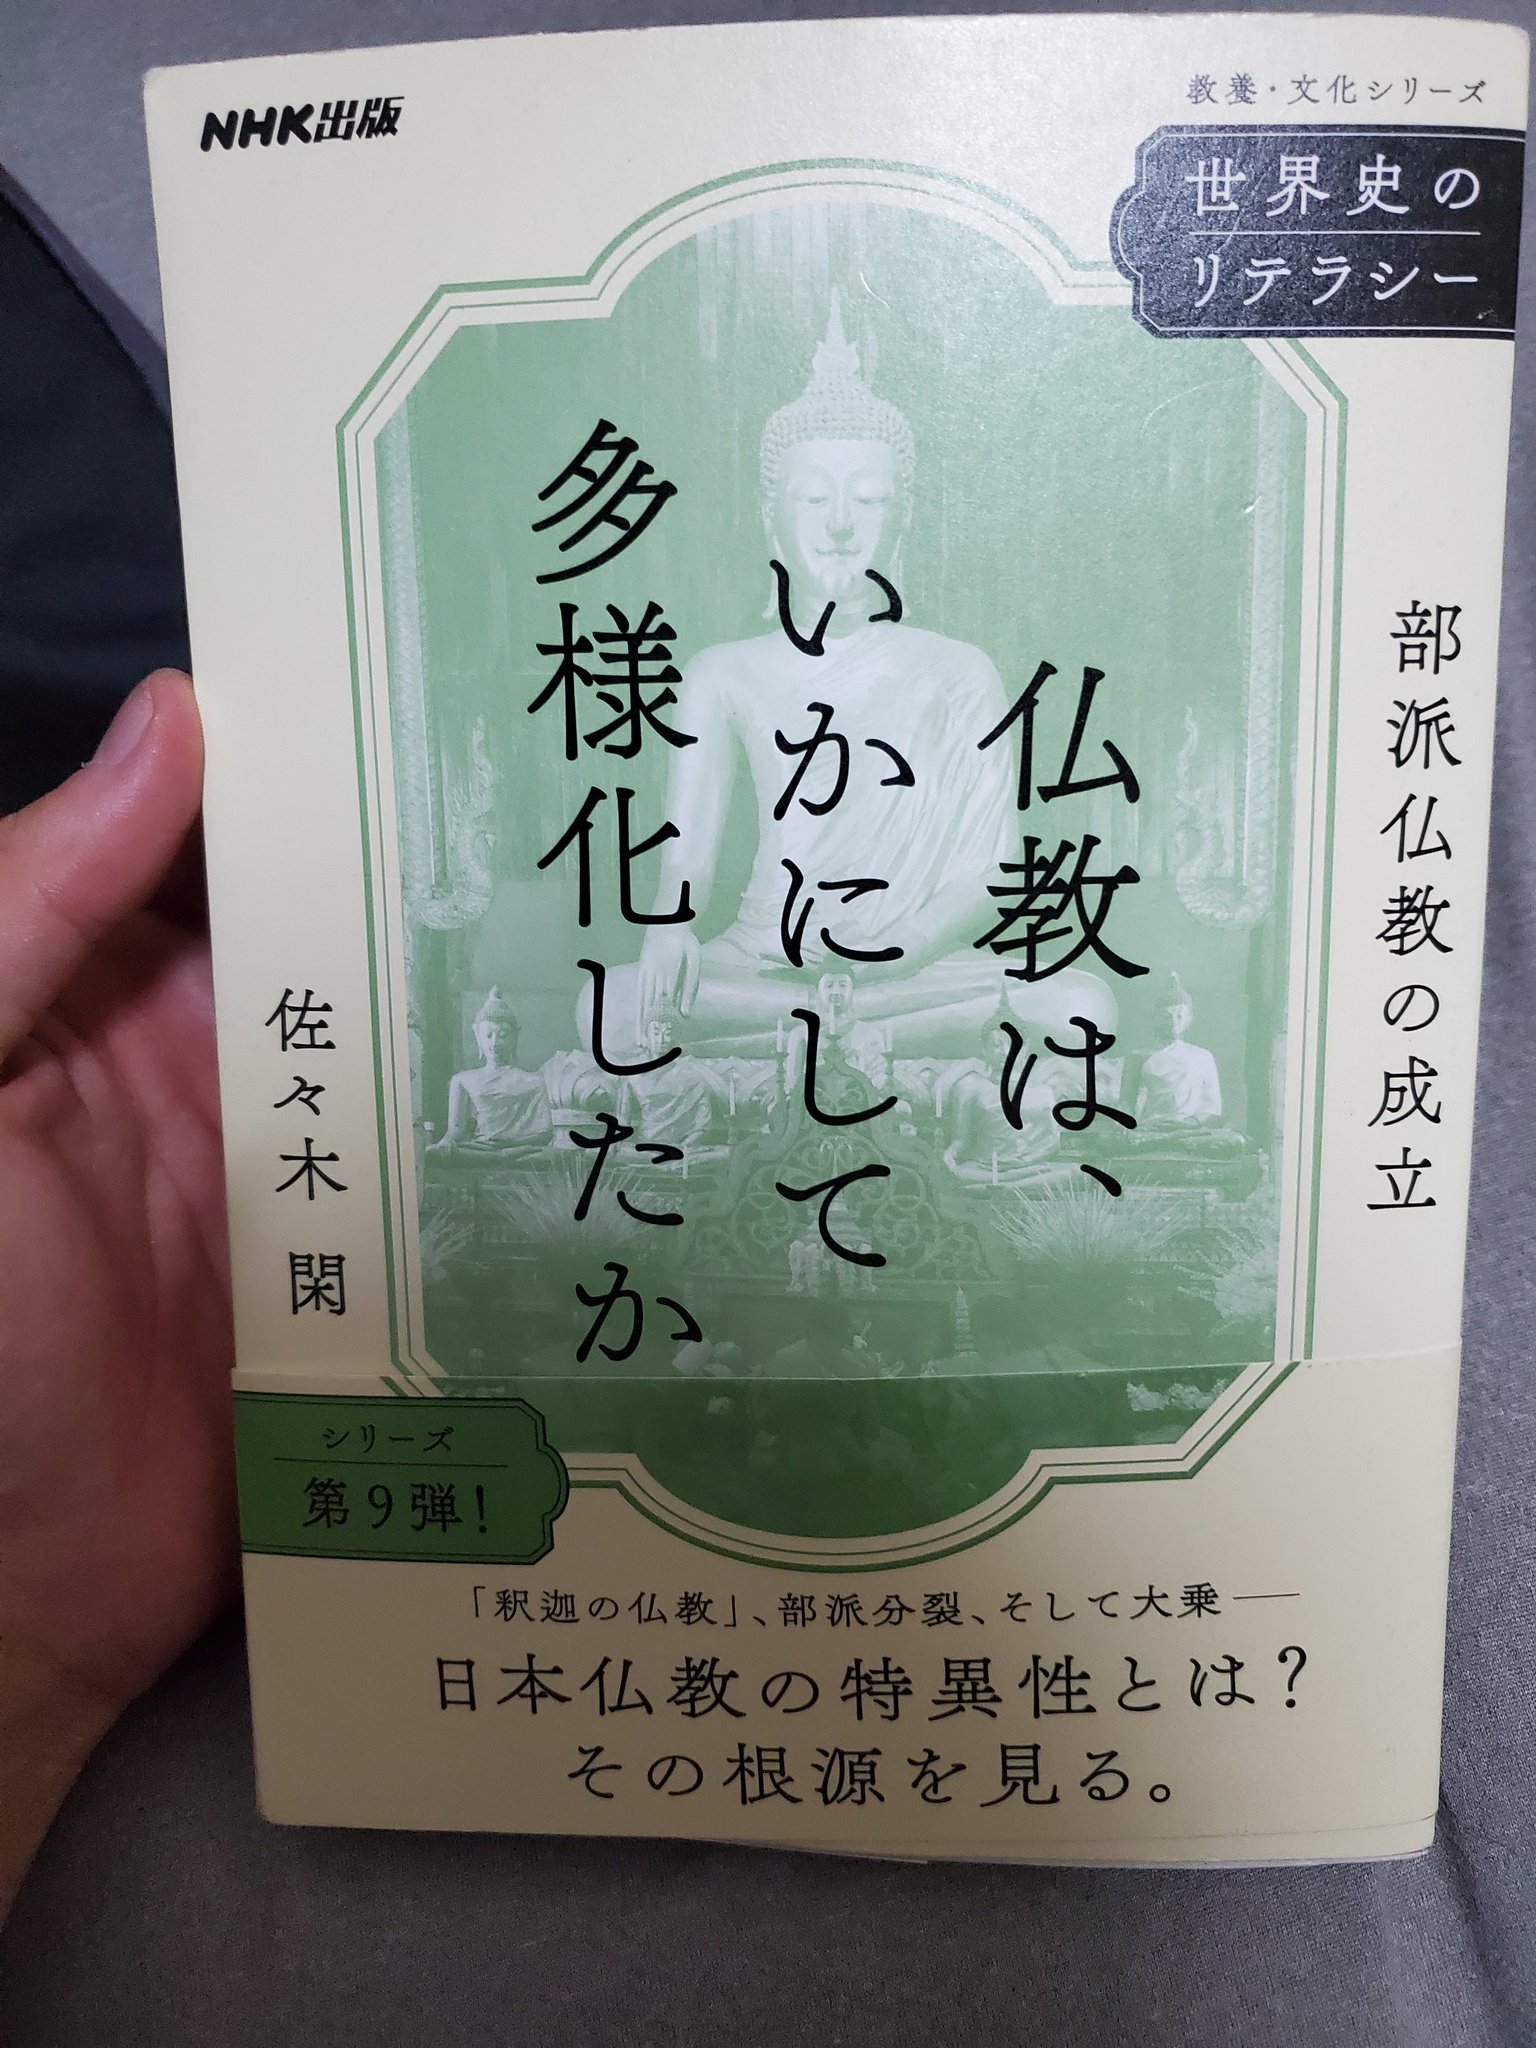 NHK出版
教養・文化シリーズ
世界史の
リテラシー
部派仏教の成立
仏教は、
いかにして
多様化したか
佐々木 閑
シリーズ
第9弾!
「釈迦の仏教」、部派分裂、そして大乗――
日本仏教の特異性とは?
その根源を見る。